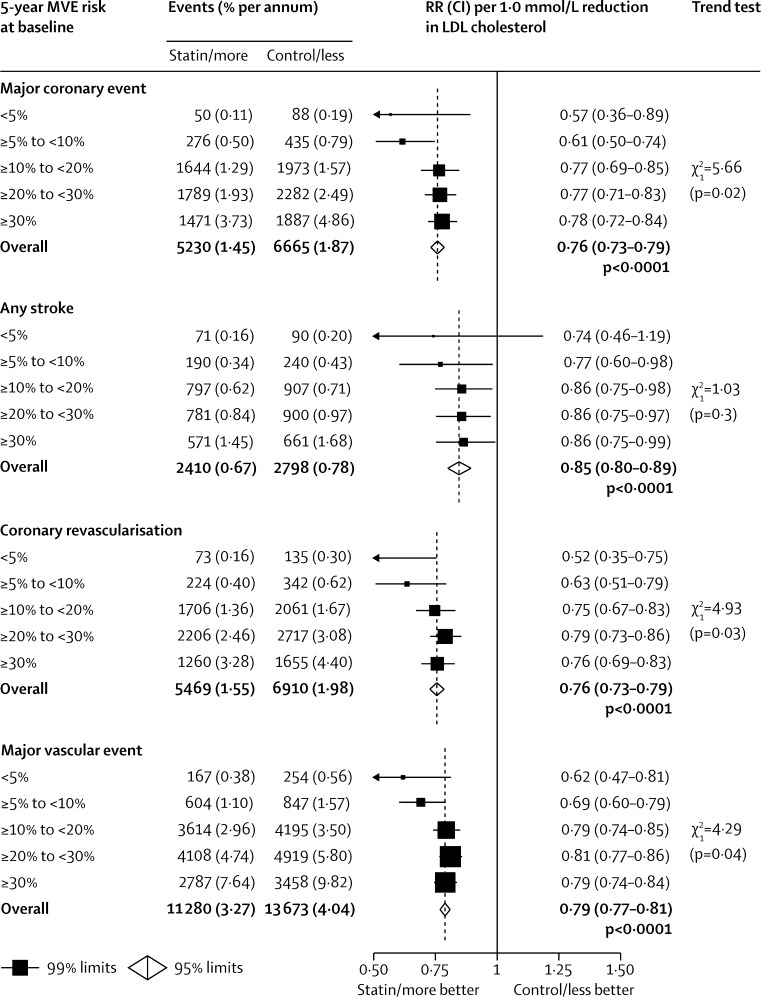 5-year MVE risk at baseline Events (% per annum) RR (CI) per 1·0 mmol/L reduction in LDL cholesterol Trend test
Statin/more Control/less
Major coronary event
<5% 50 (0·11) 88 (0·19) 0·57 (0·36–0·89)
≥5% to <10% 276 (0·50) 435 (0·79) 0·61 (0·50–0·74)
≥10% to <20% 1644 (1·29) 1973 (1·57) 0·77 (0·69–0·85) χ²₁=5·66
≥20% to <30% 1789 (1·93) 2282 (2·49) 0·77 (0·71–0·83) (p=0·02)
≥30% 1471 (3·73) 1887 (4·86) 0·78 (0·72–0·84)
Overall 5230 (1·45) 6665 (1·87) 0·76 (0·73–0·79)
p<0·0001
Any stroke
<5% 71 (0·16) 90 (0·20) 0·74 (0·46–1·19)
≥5% to <10% 190 (0·34) 240 (0·43) 0·77 (0·60–0·98)
≥10% to <20% 797 (0·62) 907 (0·71) 0·86 (0·75–0·98) χ²₁=1·03
≥20% to <30% 781 (0·84) 900 (0·97) 0·86 (0·75–0·97) (p=0·3)
≥30% 571 (1·45) 661 (1·68) 0·86 (0·75–0·99)
Overall 2410 (0·67) 2798 (0·78) 0·85 (0·80–0·89)
p<0·0001
Coronary revascularisation
<5% 73 (0·16) 135 (0·30) 0·52 (0·35–0·75)
≥5% to <10% 224 (0·40) 342 (0·62) 0·63 (0·51–0·79)
≥10% to <20% 1706 (1·36) 2061 (1·67) 0·75 (0·67–0·83) χ²₁=4·93
≥20% to <30% 2206 (2·46) 2717 (3·08) 0·79 (0·73–0·86) (p=0·03)
≥30% 1260 (3·28) 1655 (4·40) 0·76 (0·69–0·83)
Overall 5469 (1·55) 6910 (1·98) 0·76 (0·73–0·79)
p<0·0001
Major vascular event
<5% 167 (0·38) 254 (0·56) 0·62 (0·47–0·81)
≥5% to <10% 604 (1·10) 847 (1·57) 0·69 (0·60–0·79)
≥10% to <20% 3614 (2·96) 4195 (3·50) 0·79 (0·74–0·85) χ²₁=4·29
≥20% to <30% 4108 (4·74) 4919 (5·80) 0·81 (0·77–0·86) (p=0·04)
≥30% 2787 (7·64) 3458 (9·82) 0·79 (0·74–0·84)
Overall 11280 (3·27) 13673 (4·04) 0·79 (0·77–0·81)
p<0·0001
99% limits 95% limits
0·50 0·75 1 1·25 1·50
Statin/more better Control/less better